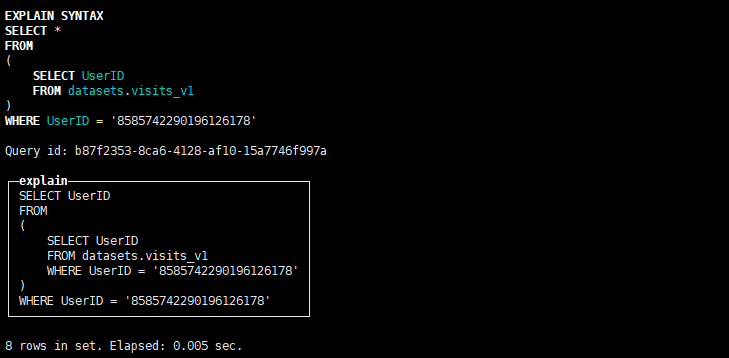 EXPLAIN SYNTAX
SELECT *
FROM
(
    SELECT UserID
    FROM datasets.visits_v1
)
WHERE UserID = '8585742290196126178'
Query id: b87f2353-8ca6-4128-af10-15a7746f997a
explain
SELECT UserID
FROM
(
    SELECT UserID
    FROM datasets.visits_v1
    WHERE UserID = '8585742290196126178'
)
WHERE UserID = '8585742290196126178'
8 rows in set. Elapsed: 0.005 sec.